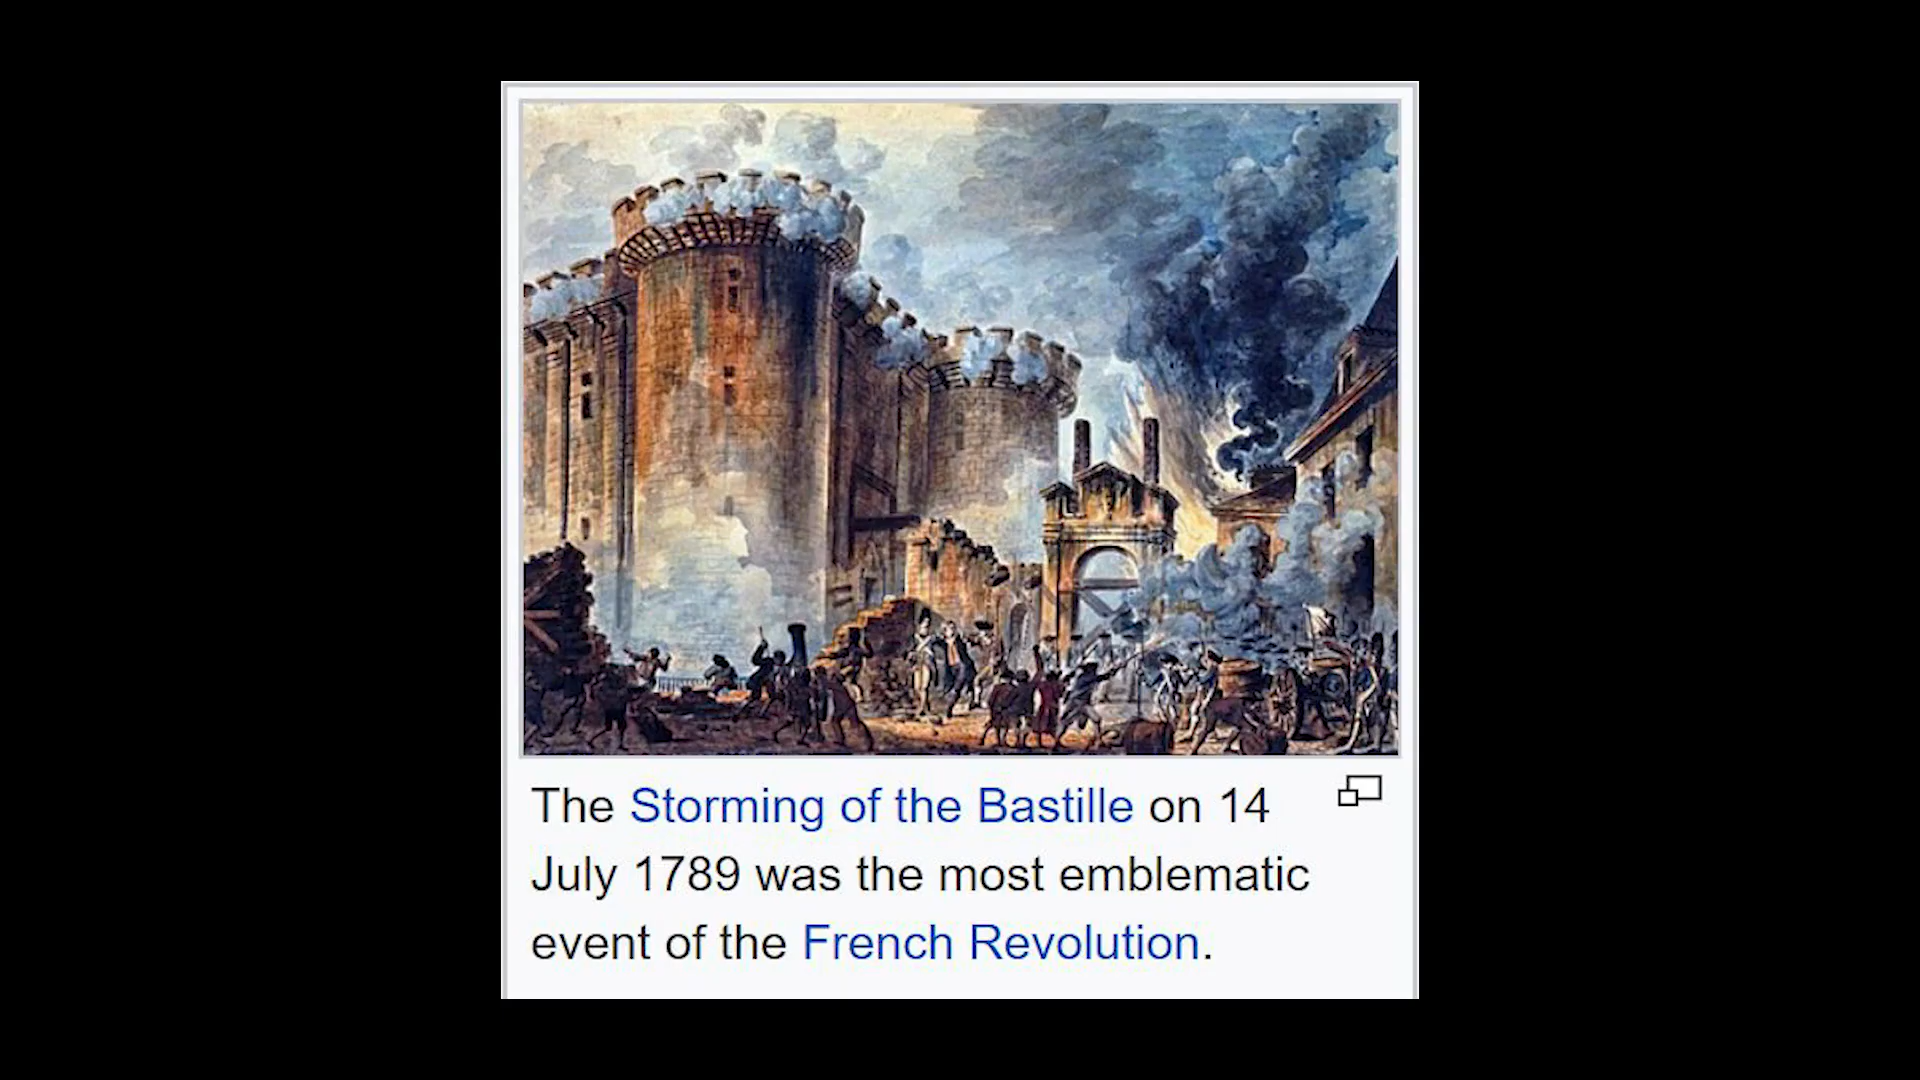 The Storming of the Bastille on 14
July 1789 was the most emblematic
event of the French Revolution.